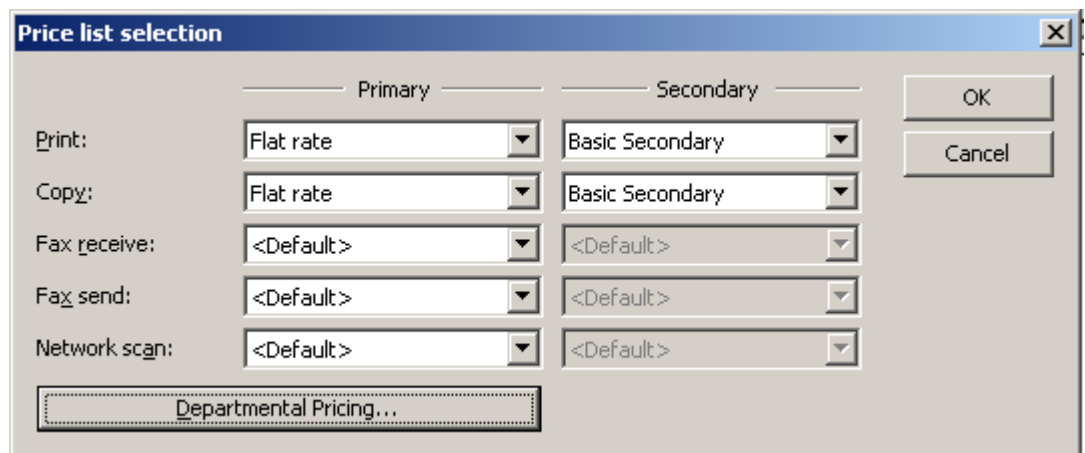 Price list selection
Primary Secondary OK
Print: Flat rate Basic Secondary
Cancel
Copy: Flat rate Basic Secondary
Fax receive: <Default> <Default>
Fax send: <Default> <Default>
Network scan: <Default> <Default>
Departmental Pricing...